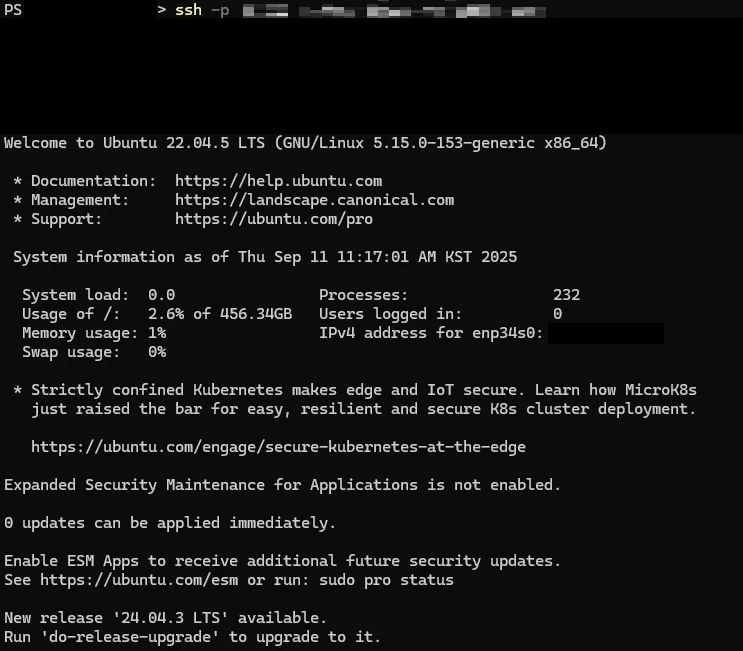 PS > ssh -p
Welcome to Ubuntu 22.04.5 LTS (GNU/Linux 5.15.0-153-generic x86_64)
* Documentation: https://help.ubuntu.com
* Management: https://landscape.canonical.com
* Support: https://ubuntu.com/pro
System information as of Thu Sep 11 11:17:01 AM KST 2025
System load: 0.0 Processes: 232
Usage of /: 2.6% of 456.34GB Users logged in: 0
Memory usage: 1% IPv4 address for enp34s0:
Swap usage: 0%
* Strictly confined Kubernetes makes edge and IoT secure. Learn how MicroK8s
just raised the bar for easy, resilient and secure K8s cluster deployment.
https://ubuntu.com/engage/secure-kubernetes-at-the-edge
Expanded Security Maintenance for Applications is not enabled.
0 updates can be applied immediately.
Enable ESM Apps to receive additional future security updates.
See https://ubuntu.com/esm or run: sudo pro status
New release '24.04.3 LTS' available.
Run 'do-release-upgrade' to upgrade to it.